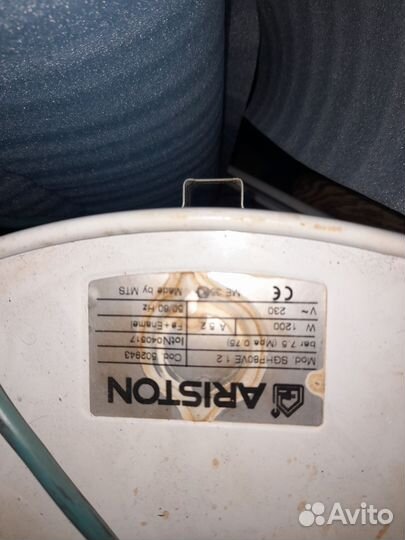 ARISTON
Mod. SGHP80VE 1.2 Cod. 502943
bar 7.5 (Mpa 0.75) lotNo40517
W 1200 A 5.2 Fe+Enamel
V~ 230 50/60 Hz
CE Made by MTS
Avito